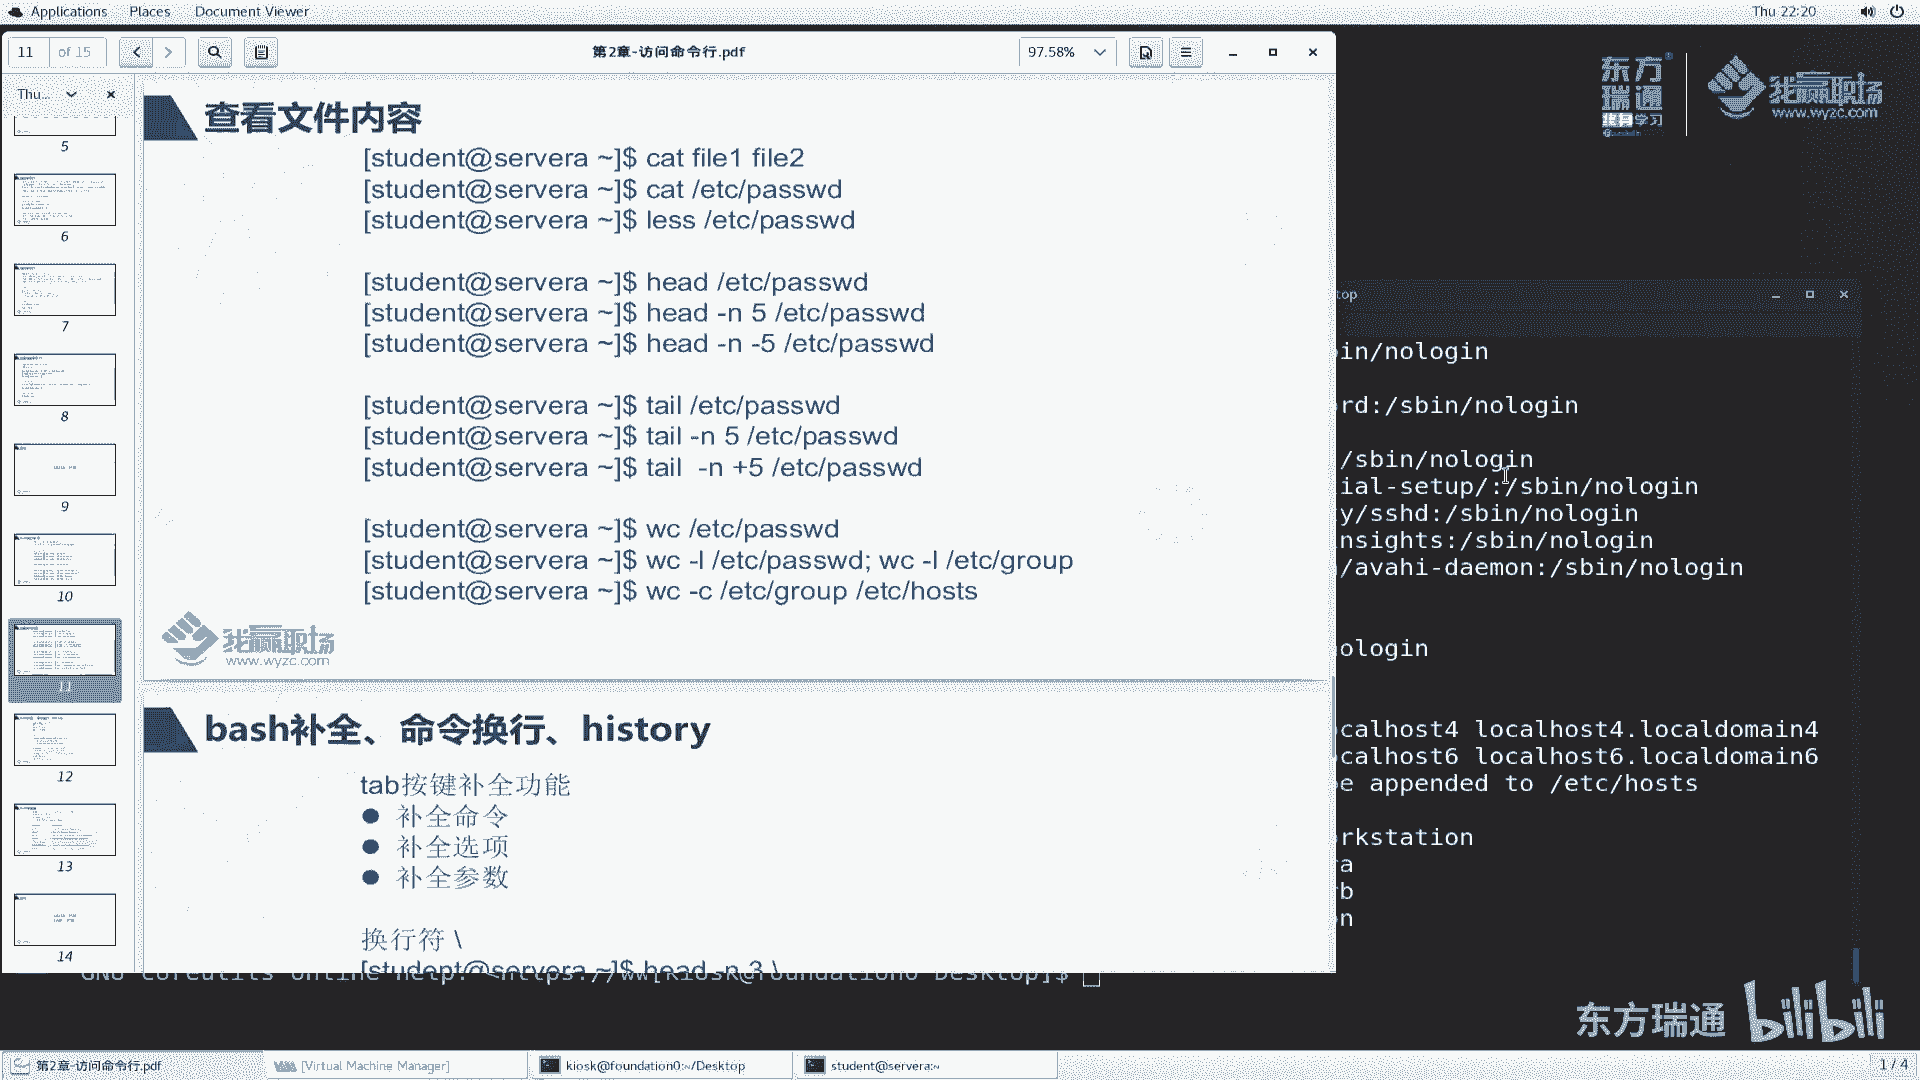 Applications Places Document Viewer
Thu 22:20
11 of 15
第2章-访问命令行.pdf
97.58%
Thu...
5
6
7
8
9
10
11
12
13
14
查看文件内容
[student@servera ~]$ cat file1 file2
[student@servera ~]$ cat /etc/passwd
[student@servera ~]$ less /etc/passwd
[student@servera ~]$ head /etc/passwd
[student@servera ~]$ head -n 5 /etc/passwd
[student@servera ~]$ head -n -5 /etc/passwd
[student@servera ~]$ tail /etc/passwd
[student@servera ~]$ tail -n 5 /etc/passwd
[student@servera ~]$ tail  -n +5 /etc/passwd
[student@servera ~]$ wc /etc/passwd
[student@servera ~]$ wc -l /etc/passwd; wc -l /etc/group
[student@servera ~]$ wc -c /etc/group /etc/hosts
我赢职场
www.wyzc.com
bash补全、命令换行、history
tab按键补全功能
● 补全命令
● 补全选项
● 补全参数
换行符 \
[student@servera ~]$ head -n 3 \
东方
瑞通
终身学习
我赢职场
www.wyzc.com
top
in/nologin
rd:/sbin/nologin
/sbin/nologin
ial-setup/:/sbin/nologin
y/sshd:/sbin/nologin
nsights:/sbin/nologin
/avahi-daemon:/sbin/nologin
ologin
calhost4 localhost4.localdomain4
calhost6 localhost6.localdomain6
e appended to /etc/hosts
rkstation
a
b
n
GNU coreutils online help: <https://ww[kiosk@foundation0 Desktop]$
东方瑞通 bilibili
第2章-访问命令行.pdf
[Virtual Machine Manager]
kiosk@foundation0:~/Desktop
student@servera:~
1 / 4